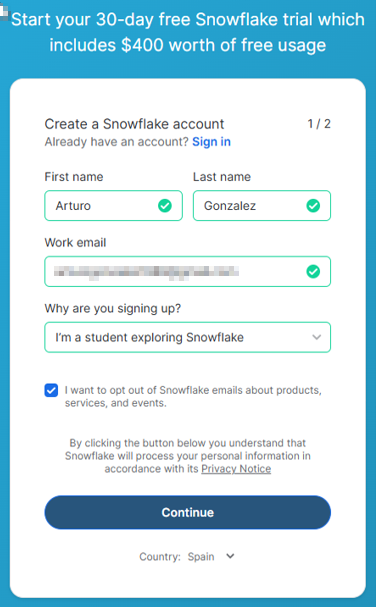 Start your 30-day free Snowflake trial which
includes $400 worth of free usage
Create a Snowflake account 1 / 2
Already have an account? Sign in
First name Last name
Arturo Gonzalez
Work email
Why are you signing up?
I'm a student exploring Snowflake
I want to opt out of Snowflake emails about products,
services, and events.
By clicking the button below you understand that
Snowflake will process your personal information in
accordance with its Privacy Notice
Continue
Country: Spain